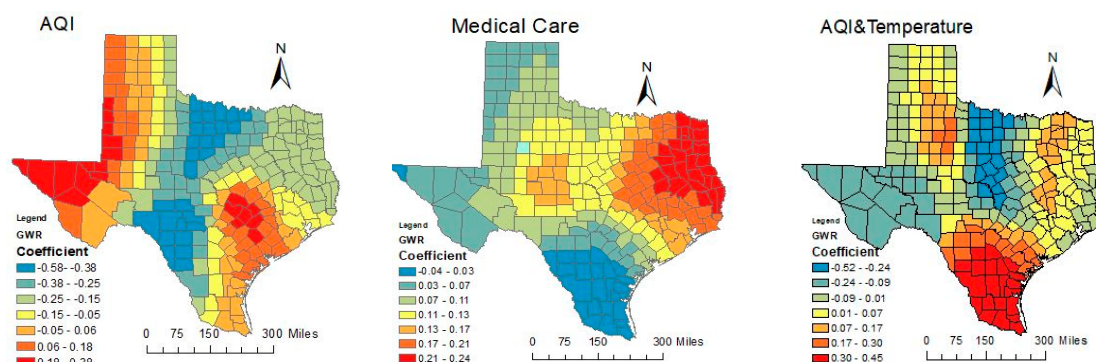 AQI
N
Legend
GWR
Coefficient
-0.58- -0.38
-0.38 - -0.25
-0.25 - -0.15
-0.15 - -0.05
-0.05 - 0.06
0.06 - 0.18
0.18 - 0.38
0 75 150 300 Miles
Medical Care
N
Legend
GWR
Coefficient
-0.04 - 0.03
0.03 - 0.07
0.07 - 0.11
0.11 - 0.13
0.13 - 0.17
0.17 - 0.21
0.21 - 0.24
0 75 150 300 Miles
AQI&Temperature
N
Legend
GWR
Coefficient
-0.52 - -0.24
-0.24 - -0.09
-0.09 - 0.01
0.01 - 0.07
0.07 - 0.17
0.17 - 0.30
0.30 - 0.45
0 75 150 300 Miles